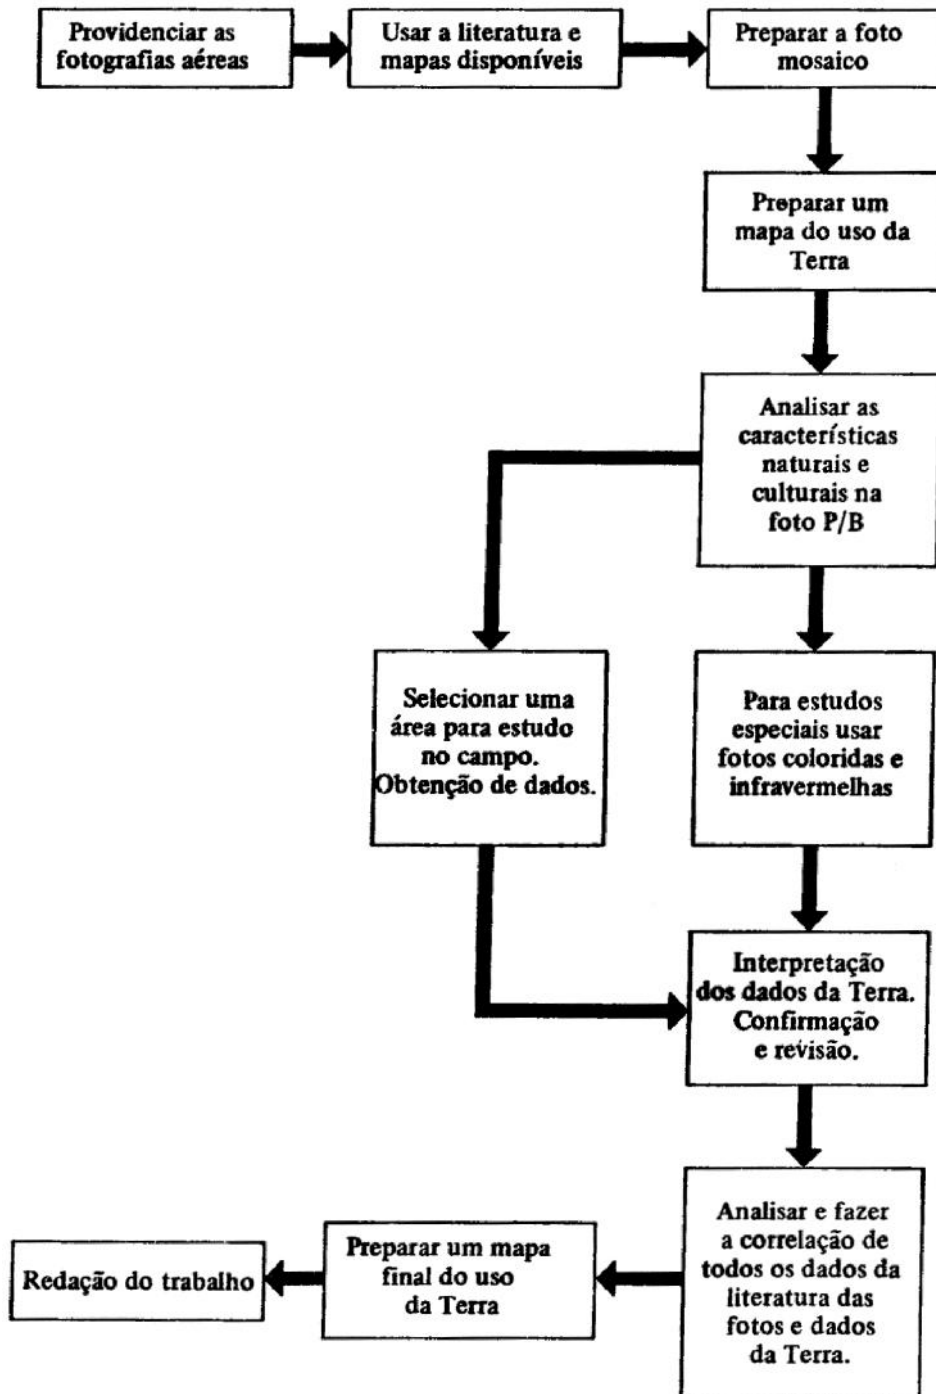 Providenciar as
fotografias aéreas
Usar a literatura e
mapas disponíveis
Preparar a foto
mosaico
Preparar um
mapa do uso da
Terra
Analisar as
características
naturais e
culturais na
foto P/B
Selecionar uma
área para estudo
no campo.
Obtenção de dados.
Para estudos
especiais usar
fotos coloridas e
infravermelhas
Interpretação
dos dados da Terra.
Confirmação
e revisão.
Analisar e fazer
a correlação de
todos os dados da
literatura das
fotos e dados
da Terra.
Preparar um mapa
final do uso
da Terra
Redação do trabalho